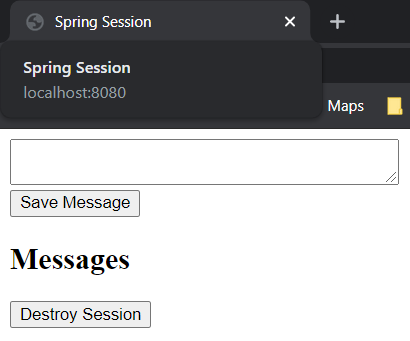 Spring Session
Spring Session
localhost:8080
Maps
Save Message
Messages
Destroy Session